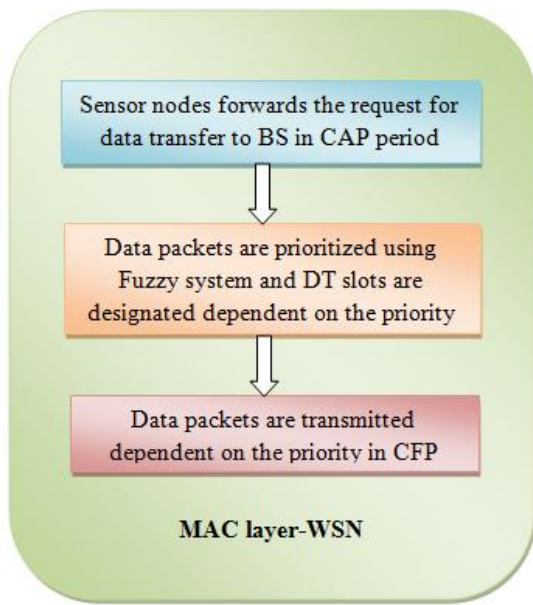 Sensor nodes forwards the request for
data transfer to BS in CAP period
Data packets are prioritized using
Fuzzy system and DT slots are
designated dependent on the priority
Data packets are transmitted
dependent on the priority in CFP
MAC layer-WSN